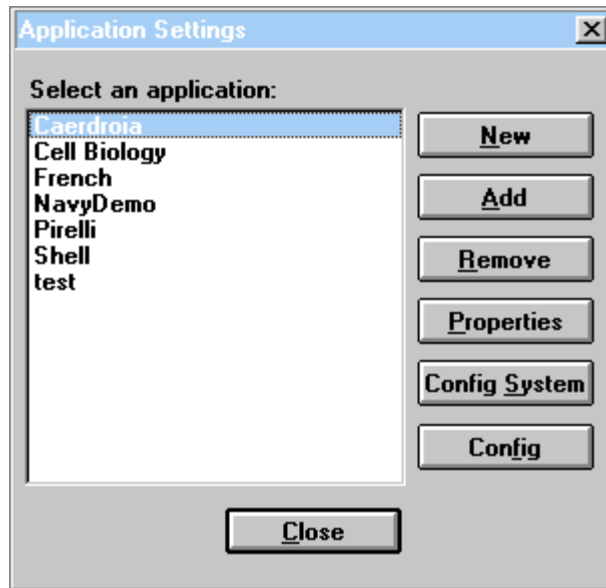 Application Settings
Select an application:
Caerdroia
Cell Biology
French
NavyDemo
Pirelli
Shell
test
New
Add
Remove
Properties
Config System
Config
Close